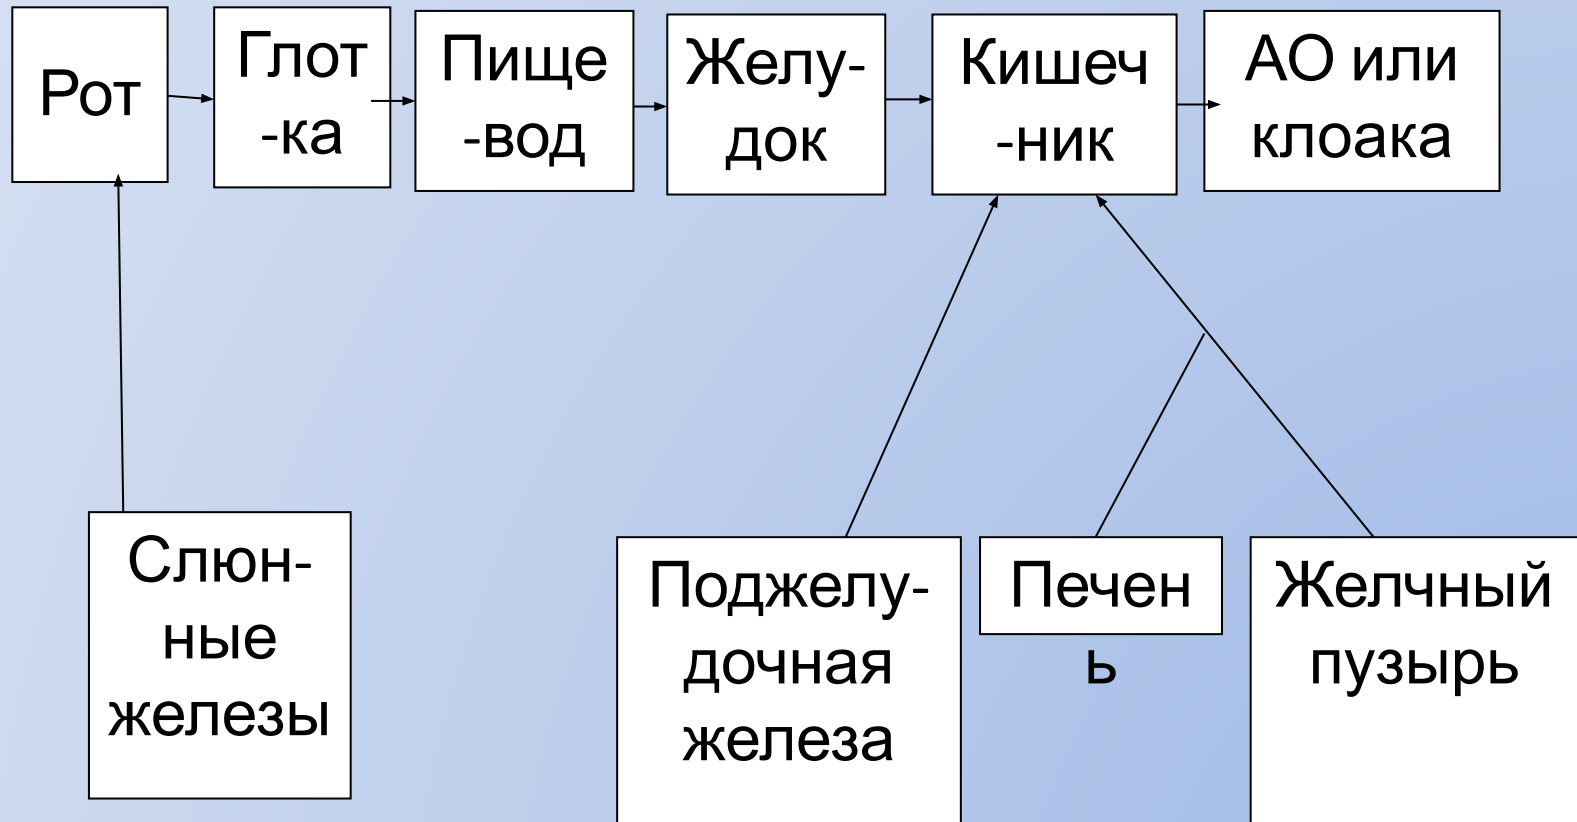 Рот
Глот
-ка
Пище
-вод
Желу-
док
Кишеч
-ник
АО или
клоака
Слюн-
ные
железы
Поджелу-
дочная
железа
Печен
ь
Желчный
пузырь